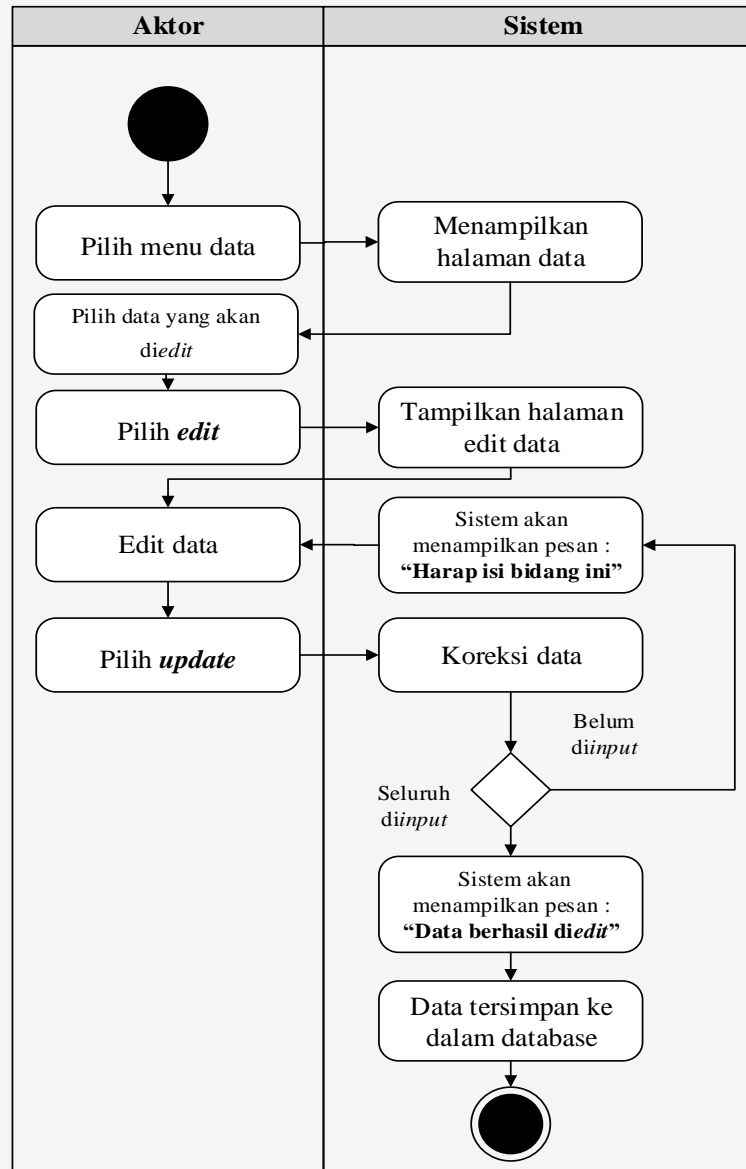 Aktor
Sistem
Pilih menu data
Menampilkan
halaman data
Pilih data yang akan
diedit
Pilih edit
Tampilkan halaman
edit data
Edit data
Sistem akan
menampilkan pesan :
“Harap isi bidang ini”
Pilih update
Koreksi data
Belum
diinput
Seluruh
diinput
Sistem akan
menampilkan pesan :
“Data berhasil diedit”
Data tersimpan ke
dalam database